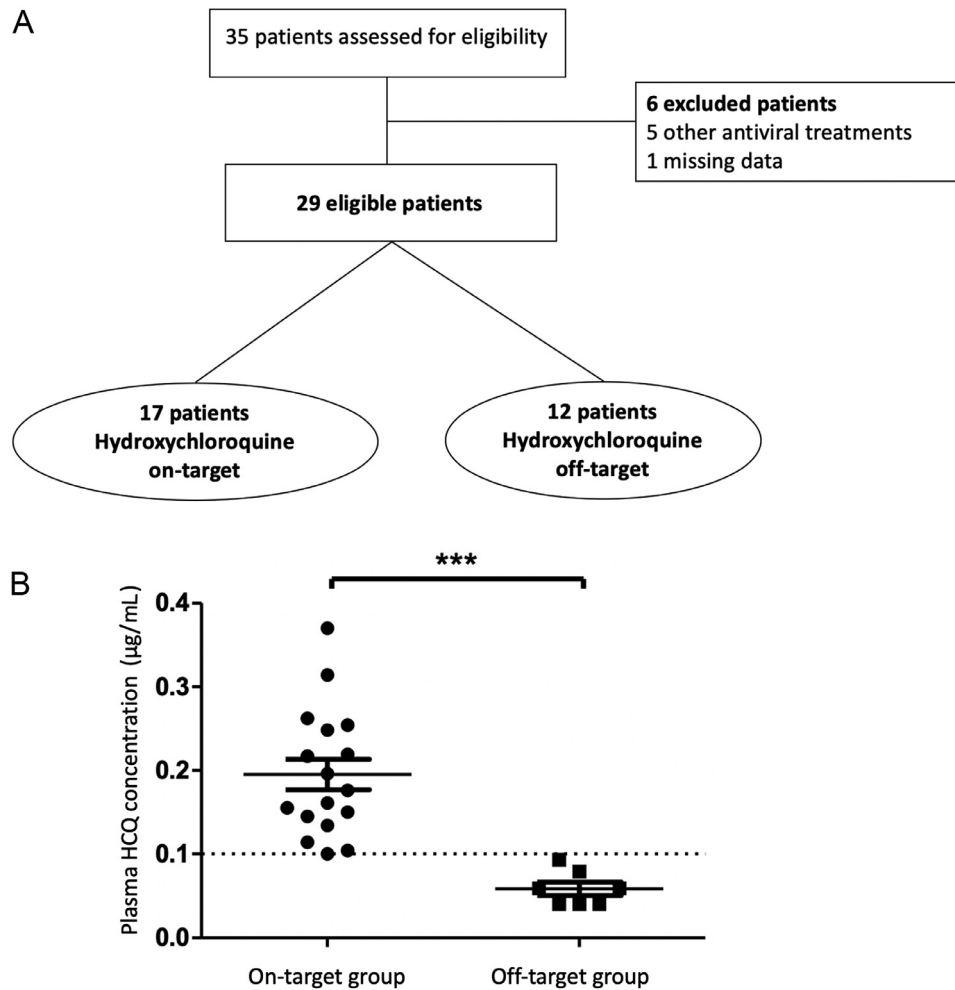 A
35 patients assessed for eligibility
6 excluded patients
5 other antiviral treatments
1 missing data
29 eligible patients
17 patients
Hydroxychloroquine
on-target
12 patients
Hydroxychloroquine
off-target
B
***
Plasma HCQ concentration (µg/mL)
0.4
0.3
0.2
0.1
0.0
On-target group
Off-target group